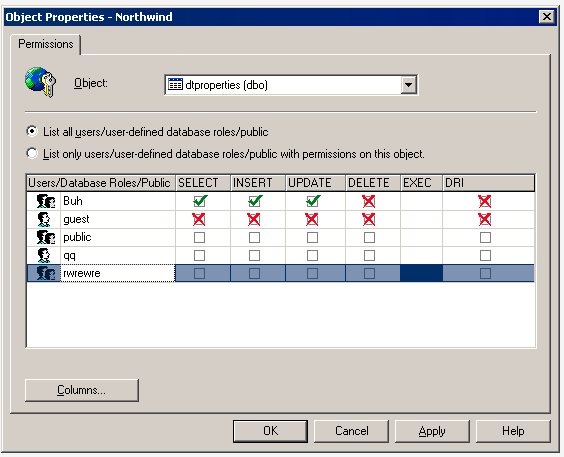 Object Properties - Northwind
Permissions
Object: dtproperties (dbo)
List all users/user-defined database roles/public
List only users/user-defined database roles/public with permissions on this object.
Users/Database Roles/Public SELECT INSERT UPDATE DELETE EXEC DRI
Buh
guest
public
qq
rwrewre
Columns...
OK Cancel Apply Help